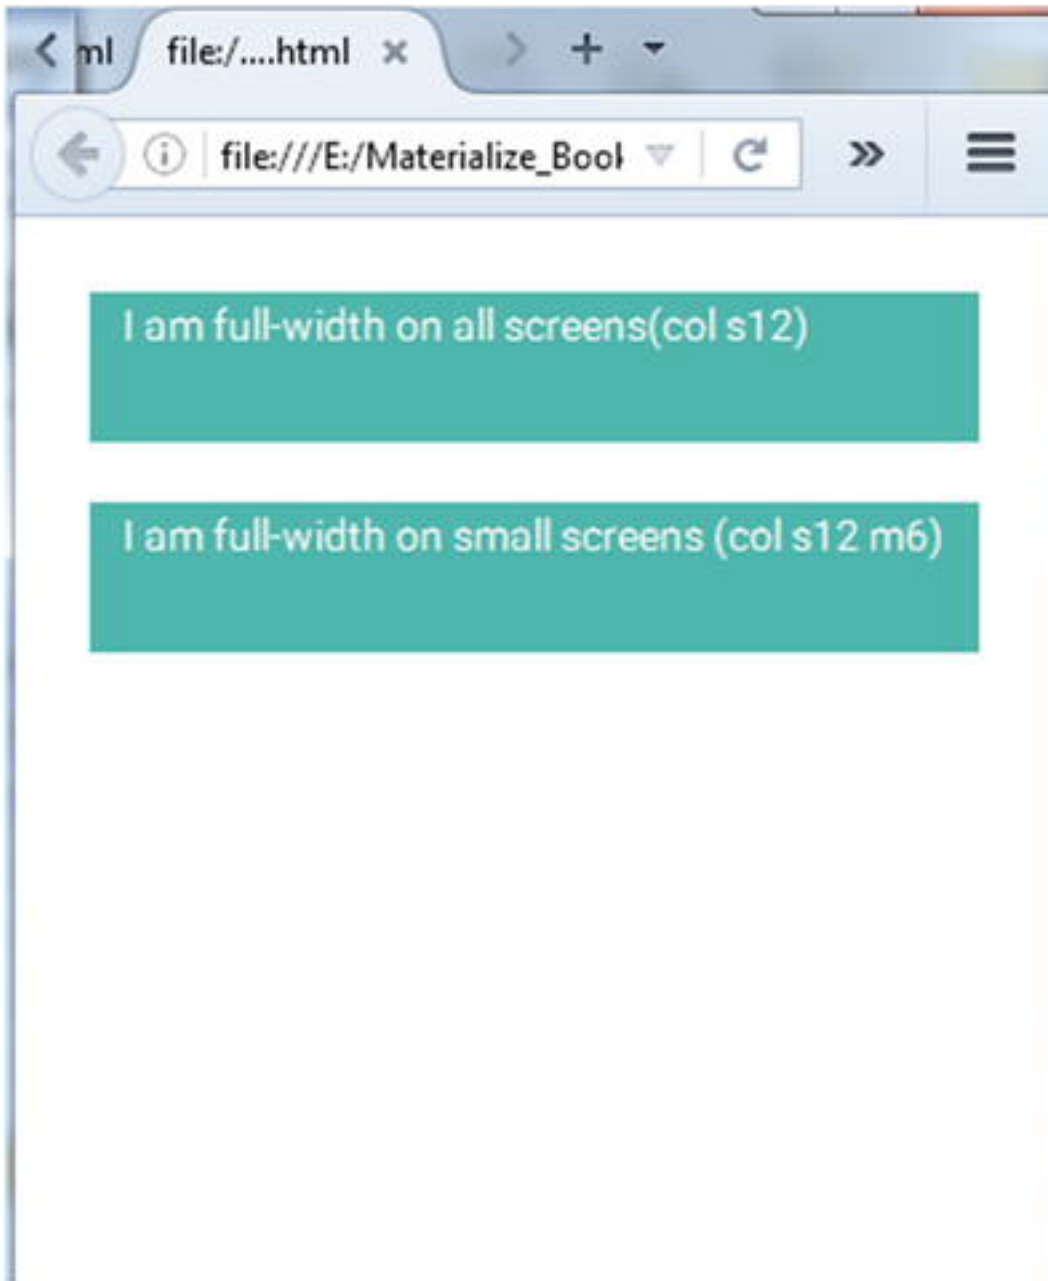 ml file:/....html
file:///E:/Materialize_Book
I am full-width on all screens(col s12)
I am full-width on small screens (col s12 m6)